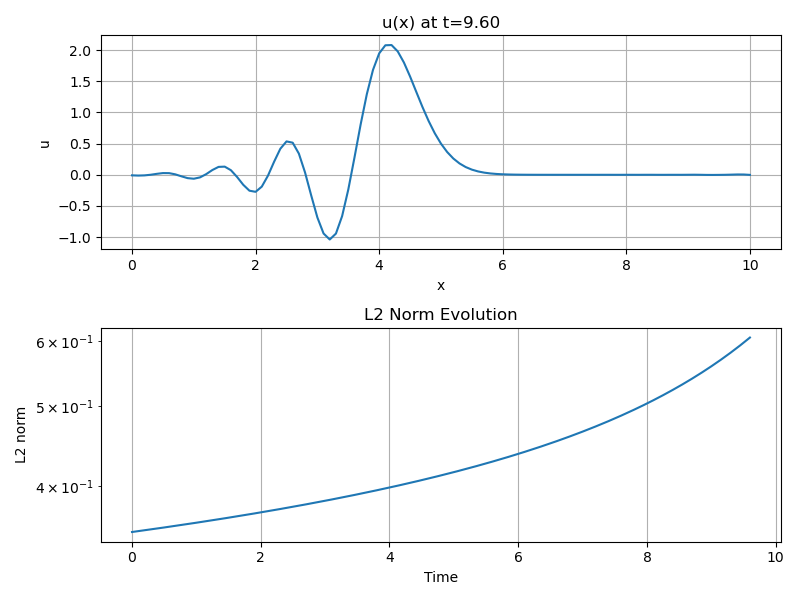 u(x) at t=9.60
2.0
1.5
1.0
0.5
0.0
−0.5
−1.0
u
0 2 4 6 8 10
x
L2 Norm Evolution
6 × 10⁻¹
5 × 10⁻¹
4 × 10⁻¹
L2 norm
0 2 4 6 8 10
Time